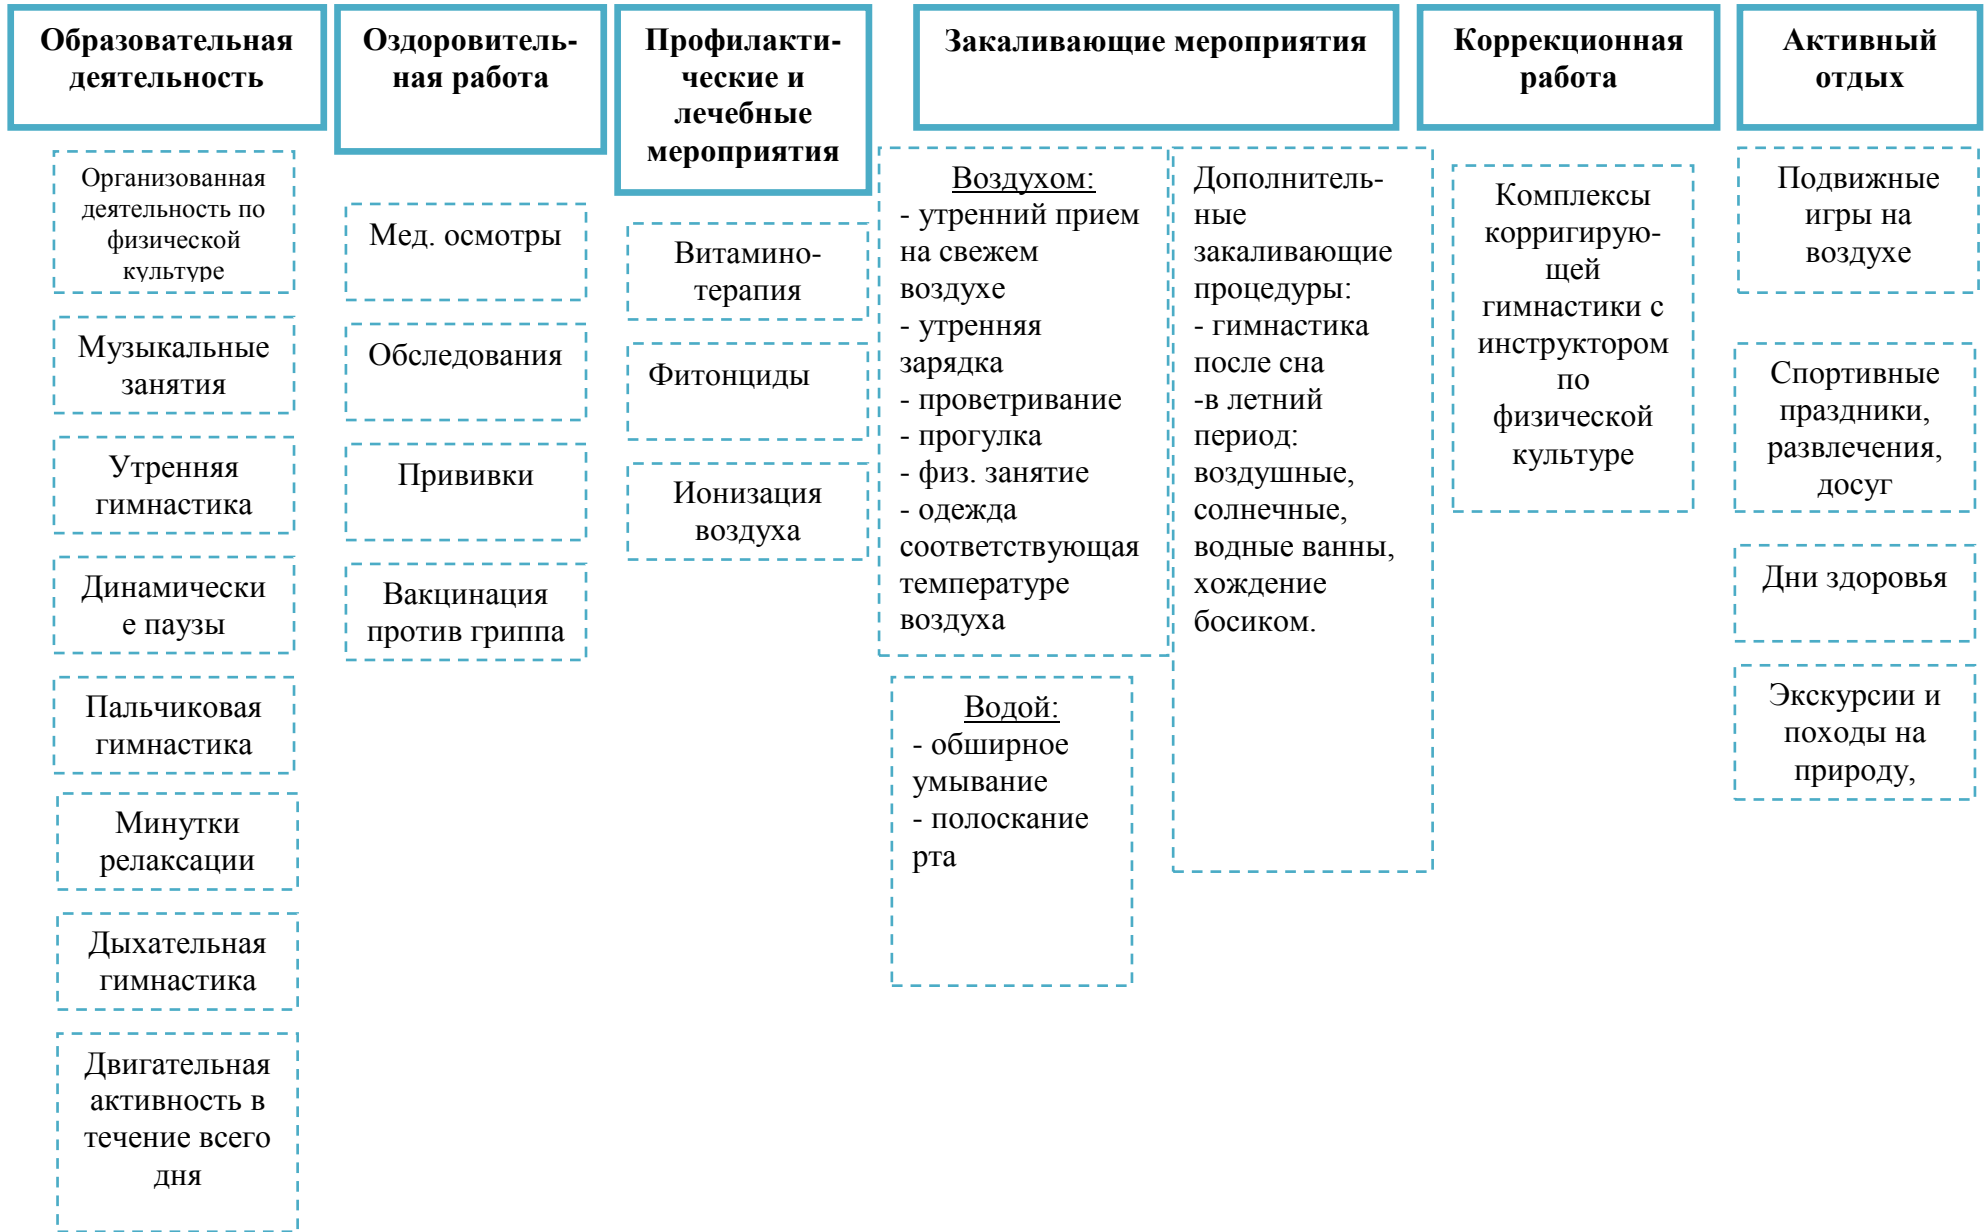 Образовательная
деятельность
Организованная
деятельность по
физической
культуре
Музыкальные
занятия
Утренняя
гимнастика
Динамически
е паузы
Пальчиковая
гимнастика
Минутки
релаксации
Дыхательная
гимнастика
Двигательная
активность в
течение всего
дня
Оздоровитель-
ная работа
Мед. осмотры
Обследования
Прививки
Вакцинация
против гриппа
Профилакти-
ческие и
лечебные
мероприятия
Витамино-
терапия
Фитонциды
Ионизация
воздуха
Закаливающие мероприятия
Воздухом:
- утренний прием
на свежем
воздухе
- утренняя
зарядка
- проветривание
- прогулка
- физ. занятие
- одежда
соответствующая
температуре
воздуха
Водой:
- обширное
умывание
- полоскание
рта
Дополнитель-
ные
закаливающие
процедуры:
- гимнастика
после сна
-в летний
период:
воздушные,
солнечные,
водные ванны,
хождение
босиком.
Коррекционная
работа
Комплексы
корригирую-
щей
гимнастики с
инструктором
по
физической
культуре
Активный
отдых
Подвижные
игры на
воздухе
Спортивные
праздники,
развлечения,
досуг
Дни здоровья
Экскурсии и
походы на
природу,